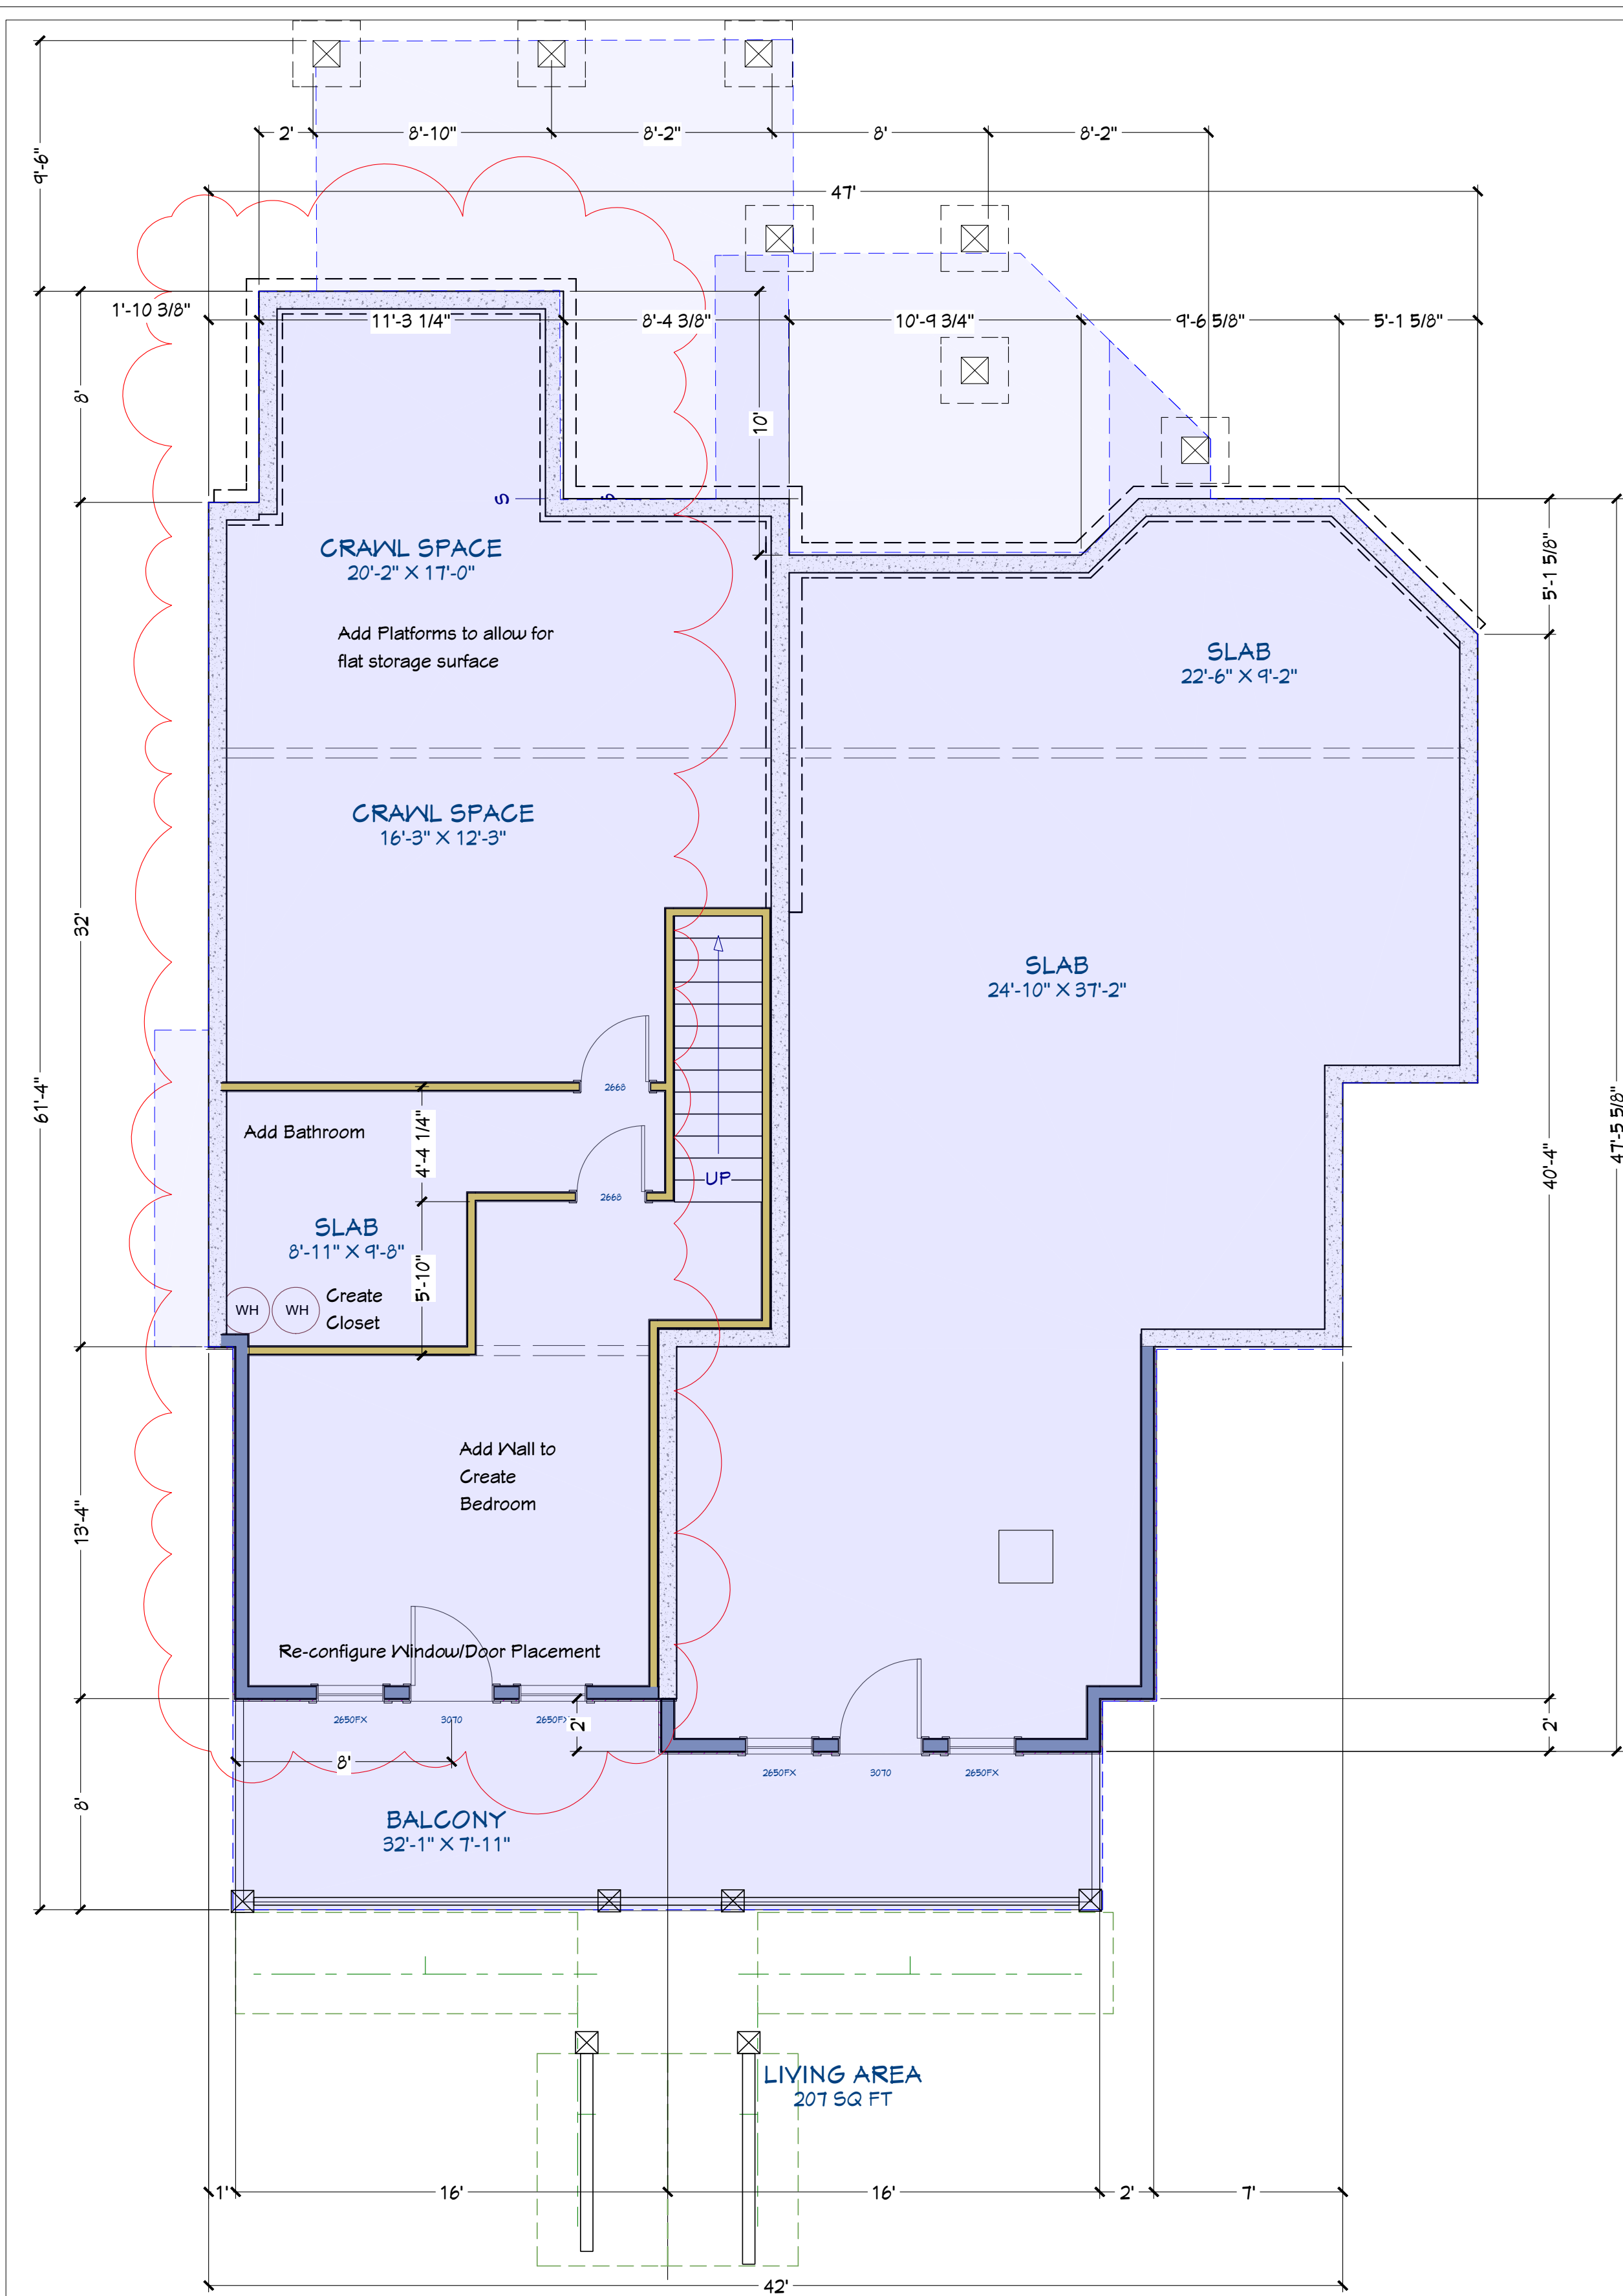 2'
8'-10"
8'-2"
8'
8'-2"
9'-6"
47'
1'-10 3/8"
11'-3 1/4"
8'-4 3/8"
10'-9 3/4"
9'-6 5/8"
5'-1 5/8"
8'
10'
S
S
CRAWL SPACE
20'-2" X 17'-0"
Add Platforms to allow for
flat storage surface
5'-1 5/8"
SLAB
22'-6" X 9'-2"
CRAWL SPACE
16'-3" X 12'-3"
32'
SLAB
24'-10" X 37'-2"
61'-4"
47'-5 5/8"
2668
Add Bathroom
4'-4 1/4"
40'-4"
UP
2668
SLAB
8'-11" X 9'-8"
5'-10"
WH
WH
Create
Closet
Add Wall to
Create
Bedroom
13'-4"
Re-configure Window/Door Placement
2650FX
3070
2650FX
2'
2'
8'
2650FX
3070
2650FX
8'
BALCONY
32'-1" X 7'-11"
LIVING AREA
207 SQ FT
1'
16'
16'
2'
7'
42'